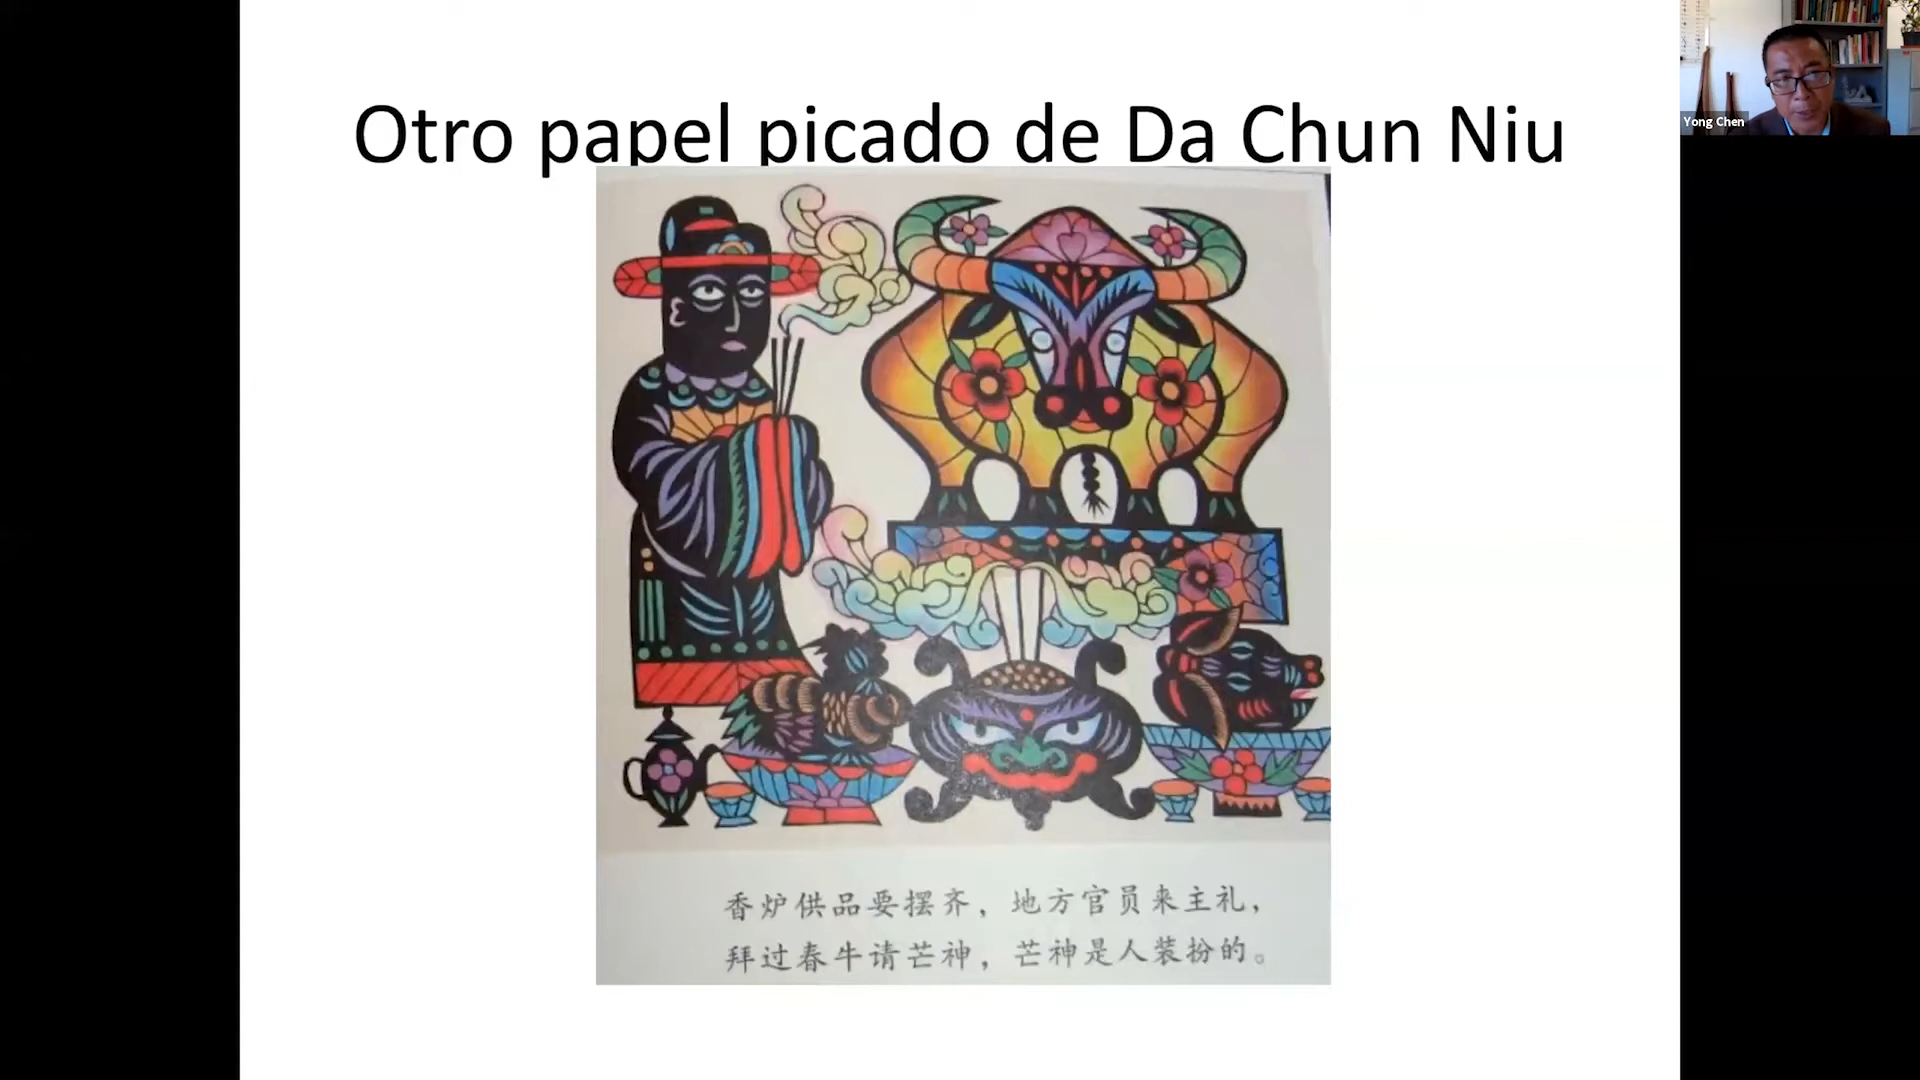 Otro papel picado de Da Chun Niu
Yong Chen
香炉供品要摆齐，地方官员来主礼，
拜过春牛请芒神，芒神是人装扮的。